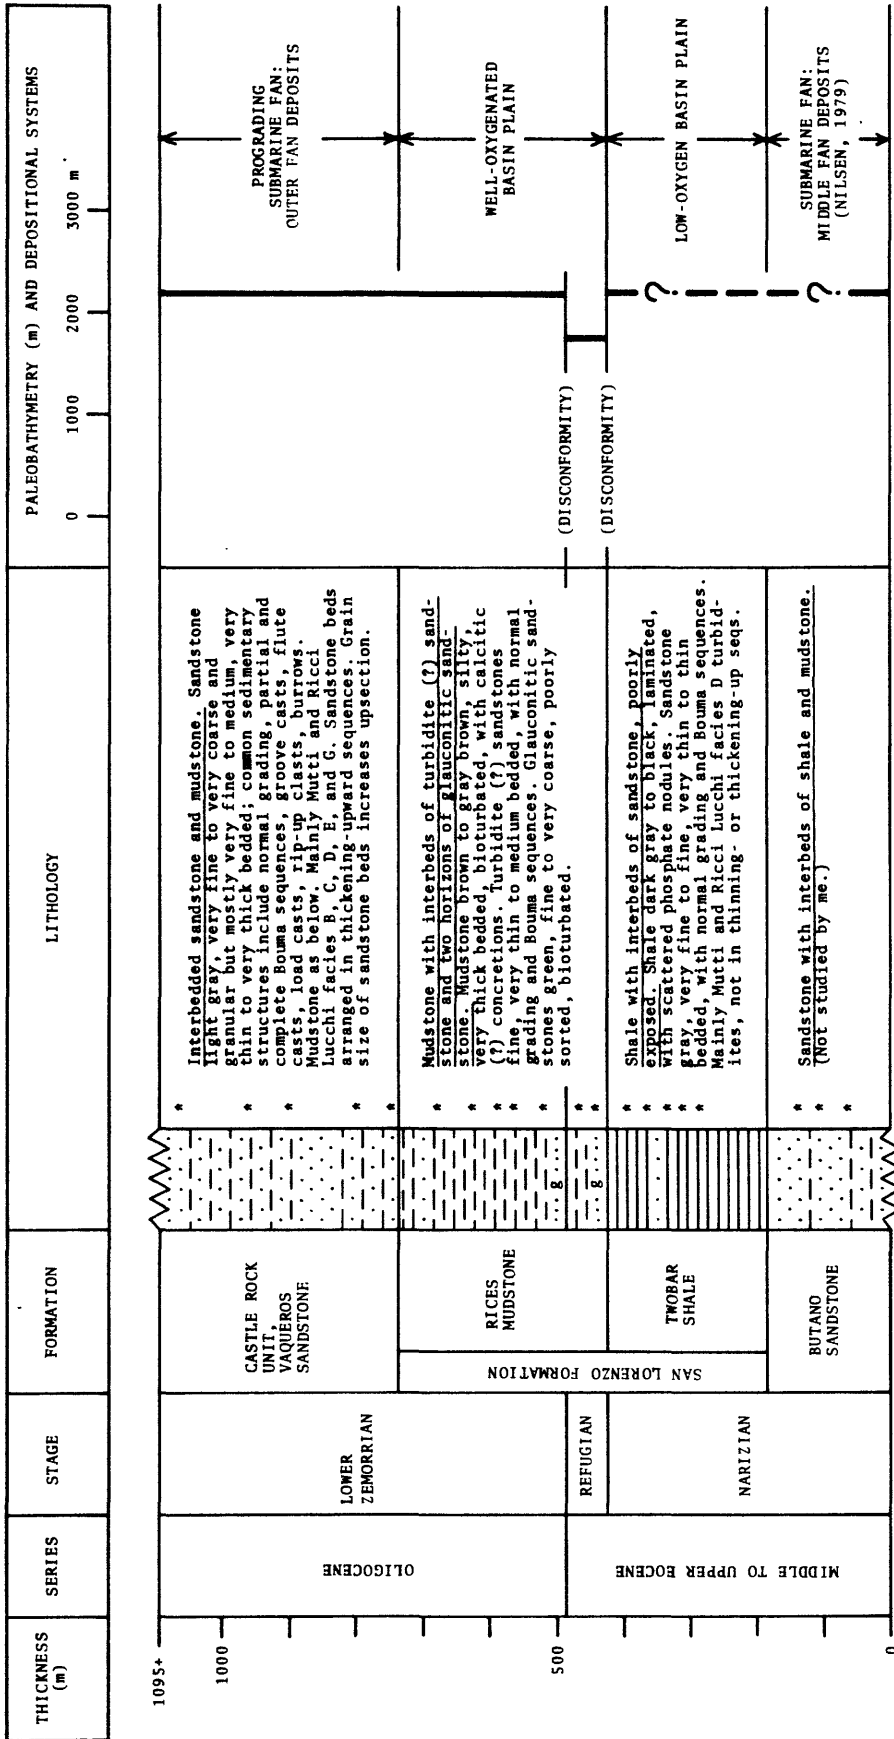 THICKNESS
(m)
SERIES
STAGE
FORMATION
LITHOLOGY
PALEOBATHYMETRY (m) AND DEPOSITIONAL SYSTEMS
0
1000
2000
3000 m
1095+
1000
500
0
OLIGOCENE
MIDDLE TO UPPER EOCENE
LOWER
ZEMORRIAN
REFUGIAN
NARIZIAN
CASTLE ROCK
UNIT,
VAQUEROS
SANDSTONE
SAN LORENZO FORMATION
RICES
MUDSTONE
TWOBAR
SHALE
BUTANO
SANDSTONE
g
g
* Interbedded sandstone and mudstone. Sandstone
light gray, very fine to very coarse and
granular but mostly very fine to medium, very
* thin to very thick bedded; common sedimentary
structures include normal grading, partial and
* complete Bouma sequences, groove casts, flute
casts, load casts, rip-up clasts, burrows.
Mudstone as below. Mainly Mutti and Ricci
* Lucchi facies B, C, D, E, and G. Sandstone beds
arranged in thickening-upward sequences. Grain
* size of sandstone beds increases upsection.
Mudstone with interbeds of turbidite (?) sand-
* stone and two horizons of glauconitic sand-
stone. Mudstone brown to gray brown, silty,
* very thick bedded, bioturbated, with calcitic
(?) concretions. Turbidite (?) sandstones
* fine, very thin to medium bedded, with normal
* grading and Bouma sequences. Glauconitic sand-
* stones green, fine to very coarse, poorly
sorted, bioturbated.
*
*
* Shale with interbeds of sandstone, poorly
* exposed. Shale dark gray to black, laminated,
* with scattered phosphate nodules. Sandstone
* gray, very fine to fine, very thin to thin
* bedded, with normal grading and Bouma sequences.
Mainly Mutti and Ricci Lucchi facies D turbid-
ites, not in thinning- or thickening-up seqs.
* Sandstone with interbeds of shale and mudstone.
* (Not studied by me.)
*
(DISCONFORMITY)
(DISCONFORMITY)
?
?
PROGRADING
SUBMARINE FAN:
OUTER FAN DEPOSITS
WELL-OXYGENATED
BASIN PLAIN
LOW-OXYGEN BASIN PLAIN
SUBMARINE FAN:
MIDDLE FAN DEPOSITS
(NILSEN, 1979)